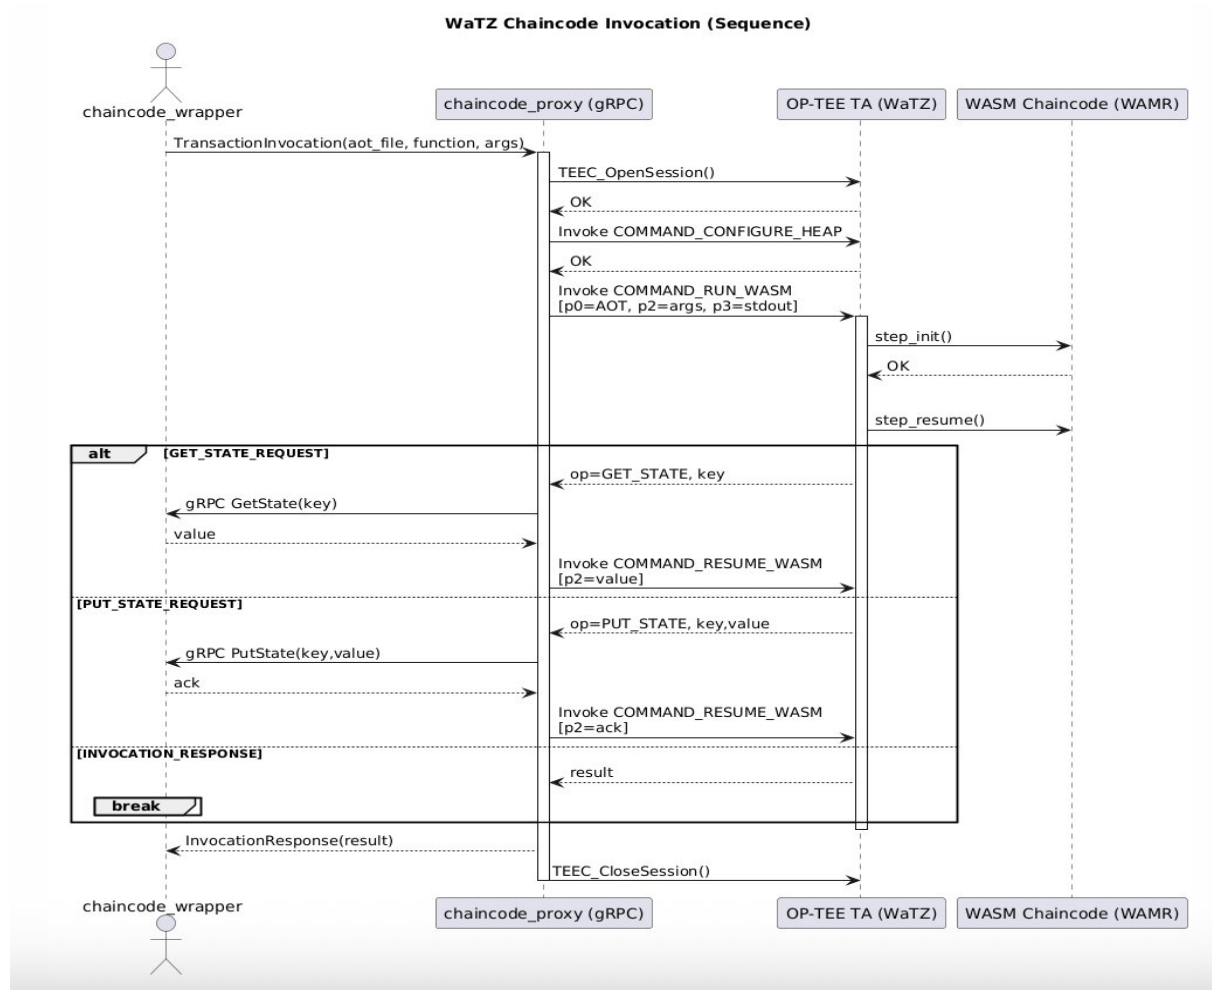 WaTZ Chaincode Invocation (Sequence)
chaincode_wrapper
chaincode_proxy (gRPC)
OP-TEE TA (WaTZ)
WASM Chaincode (WAMR)
TransactionInvocation(aot_file, function, args)
TEEC_OpenSession()
OK
Invoke COMMAND_CONFIGURE_HEAP
OK
Invoke COMMAND_RUN_WASM
[p0=AOT, p2=args, p3=stdout]
step_init()
OK
step_resume()
alt
[GET_STATE_REQUEST]
op=GET_STATE, key
gRPC GetState(key)
value
Invoke COMMAND_RESUME_WASM
[p2=value]
[PUT_STATE_REQUEST]
op=PUT_STATE, key,value
gRPC PutState(key,value)
ack
Invoke COMMAND_RESUME_WASM
[p2=ack]
[INVOCATION_RESPONSE]
result
break
InvocationResponse(result)
TEEC_CloseSession()
chaincode_wrapper
chaincode_proxy (gRPC)
OP-TEE TA (WaTZ)
WASM Chaincode (WAMR)